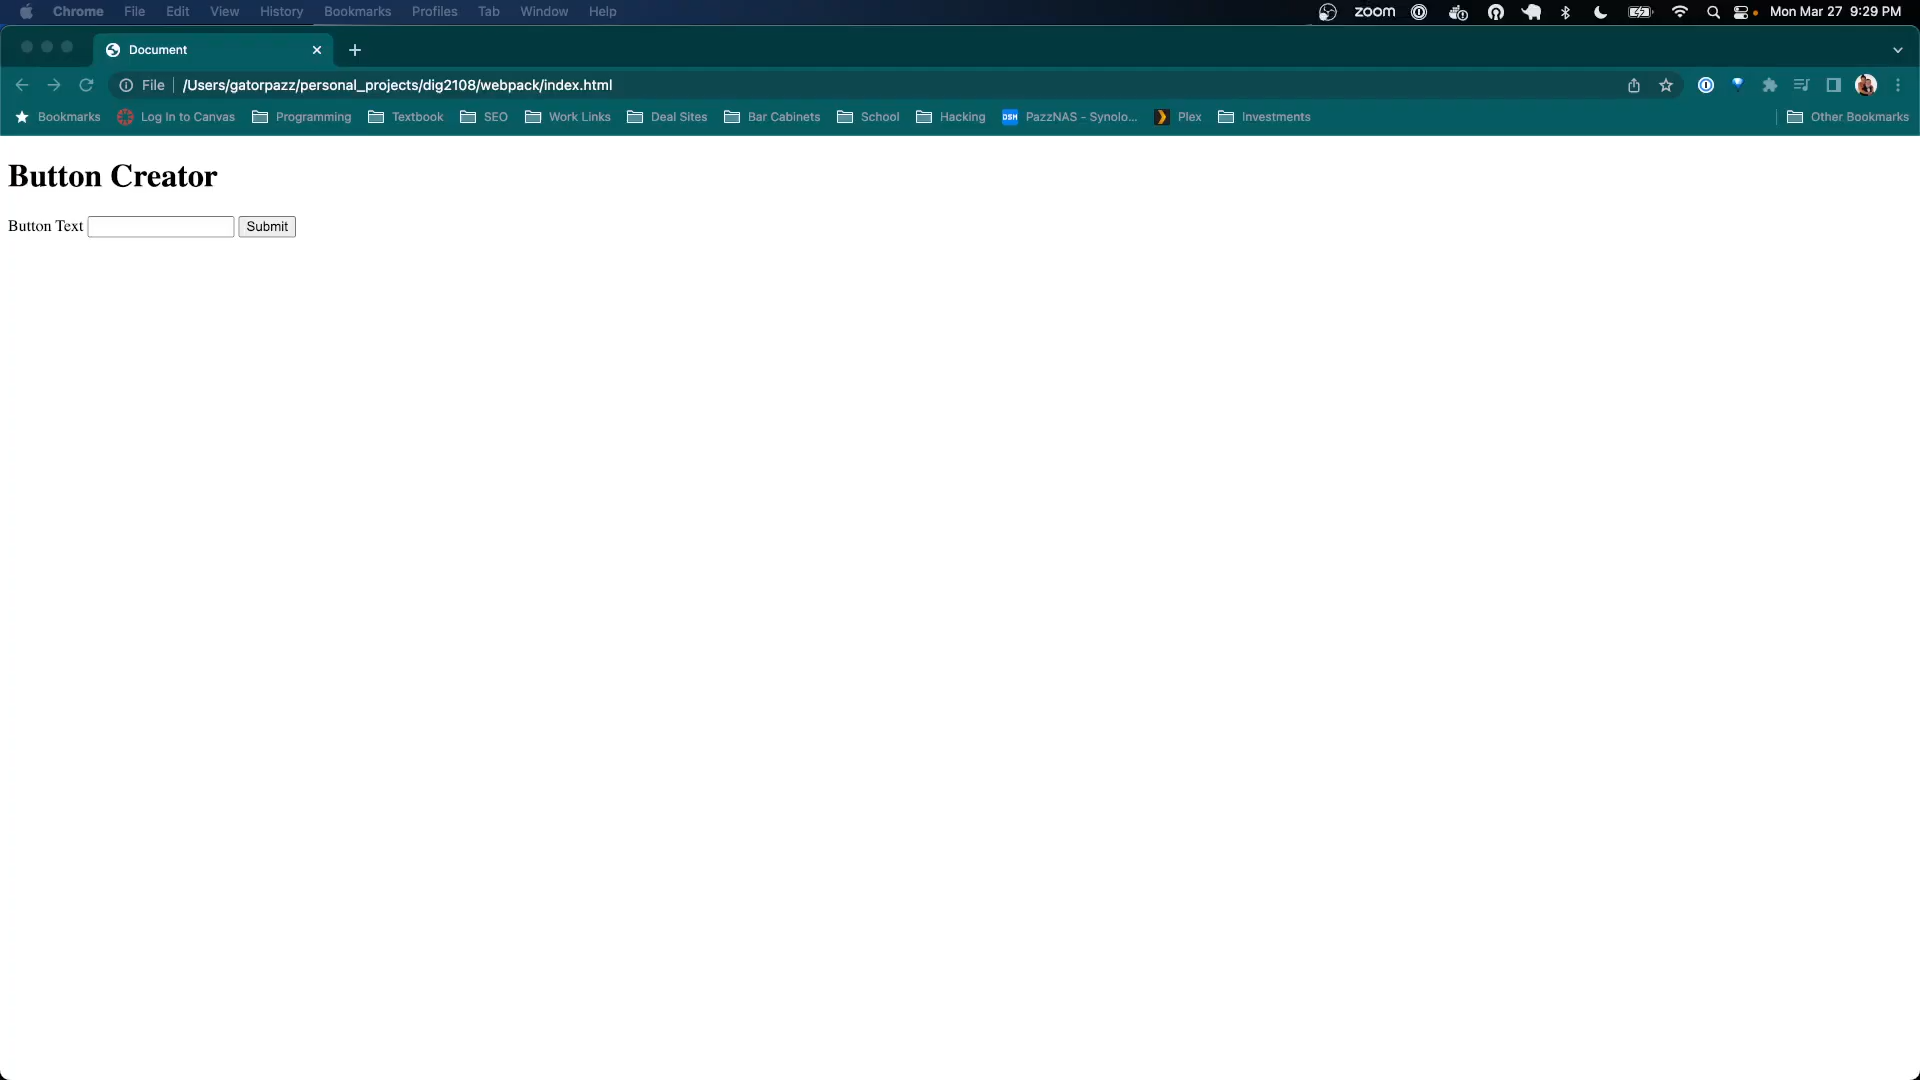 Chrome File Edit View History Bookmarks Profiles Tab Window Help zoom Mon Mar 27 9:29 PM
Document
File /Users/gatorpazz/personal_projects/dig2108/webpack/index.html
Bookmarks Log In to Canvas Programming Textbook SEO Work Links Deal Sites Bar Cabinets School Hacking DSM PazzNAS - Synolo... Plex Investments Other Bookmarks
Button Creator
Button Text Submit